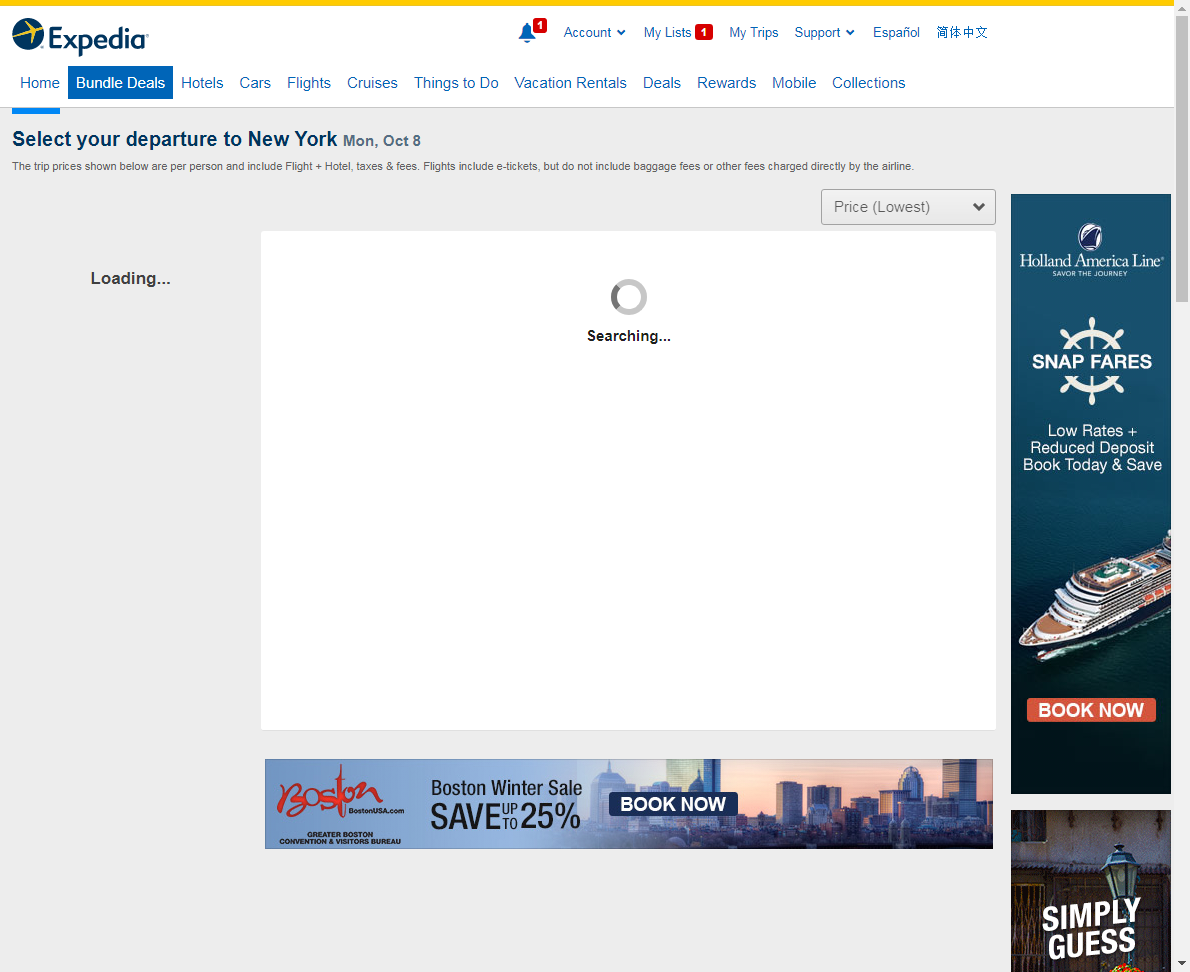 Expedia
1
Account
My Lists 1
My Trips
Support
Español
简体中文
Home
Bundle Deals
Hotels
Cars
Flights
Cruises
Things to Do
Vacation Rentals
Deals
Rewards
Mobile
Collections
Select your departure to New York Mon, Oct 8
The trip prices shown below are per person and include Flight + Hotel, taxes & fees. Flights include e-tickets, but do not include baggage fees or other fees charged directly by the airline.
Price (Lowest)
Loading...
Searching...
Holland America Line®
SAVOR THE JOURNEY
SNAP FARES
Low Rates +
Reduced Deposit
Book Today & Save
BOOK NOW
Boston
BostonUSA.com
GREATER BOSTON
CONVENTION & VISITORS BUREAU
Boston Winter Sale
SAVE UP TO 25%
BOOK NOW
SIMPLY
GUESS